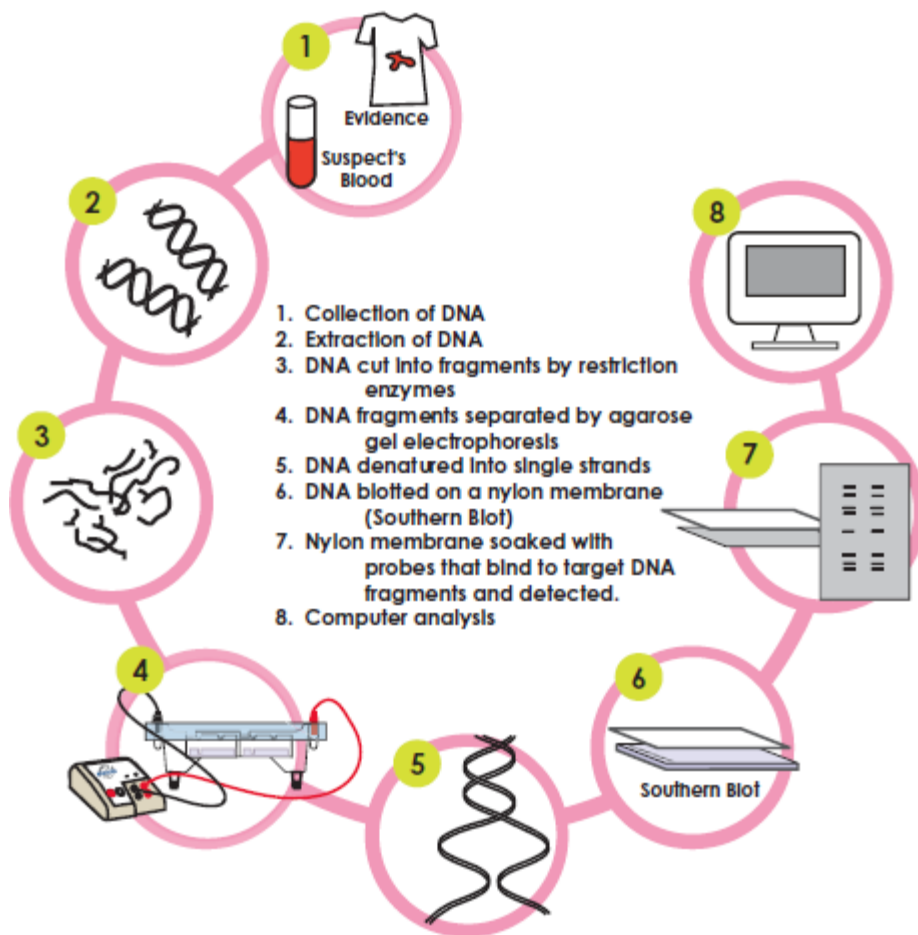 1
Evidence
Suspect's
Blood
2
3
4
5
6
Southern Blot
7
8
1. Collection of DNA
2. Extraction of DNA
3. DNA cut into fragments by restriction
enzymes
4. DNA fragments separated by agarose
gel electrophoresis
5. DNA denatured into single strands
6. DNA blotted on a nylon membrane
(Southern Blot)
7. Nylon membrane soaked with
probes that bind to target DNA
fragments and detected.
8. Computer analysis